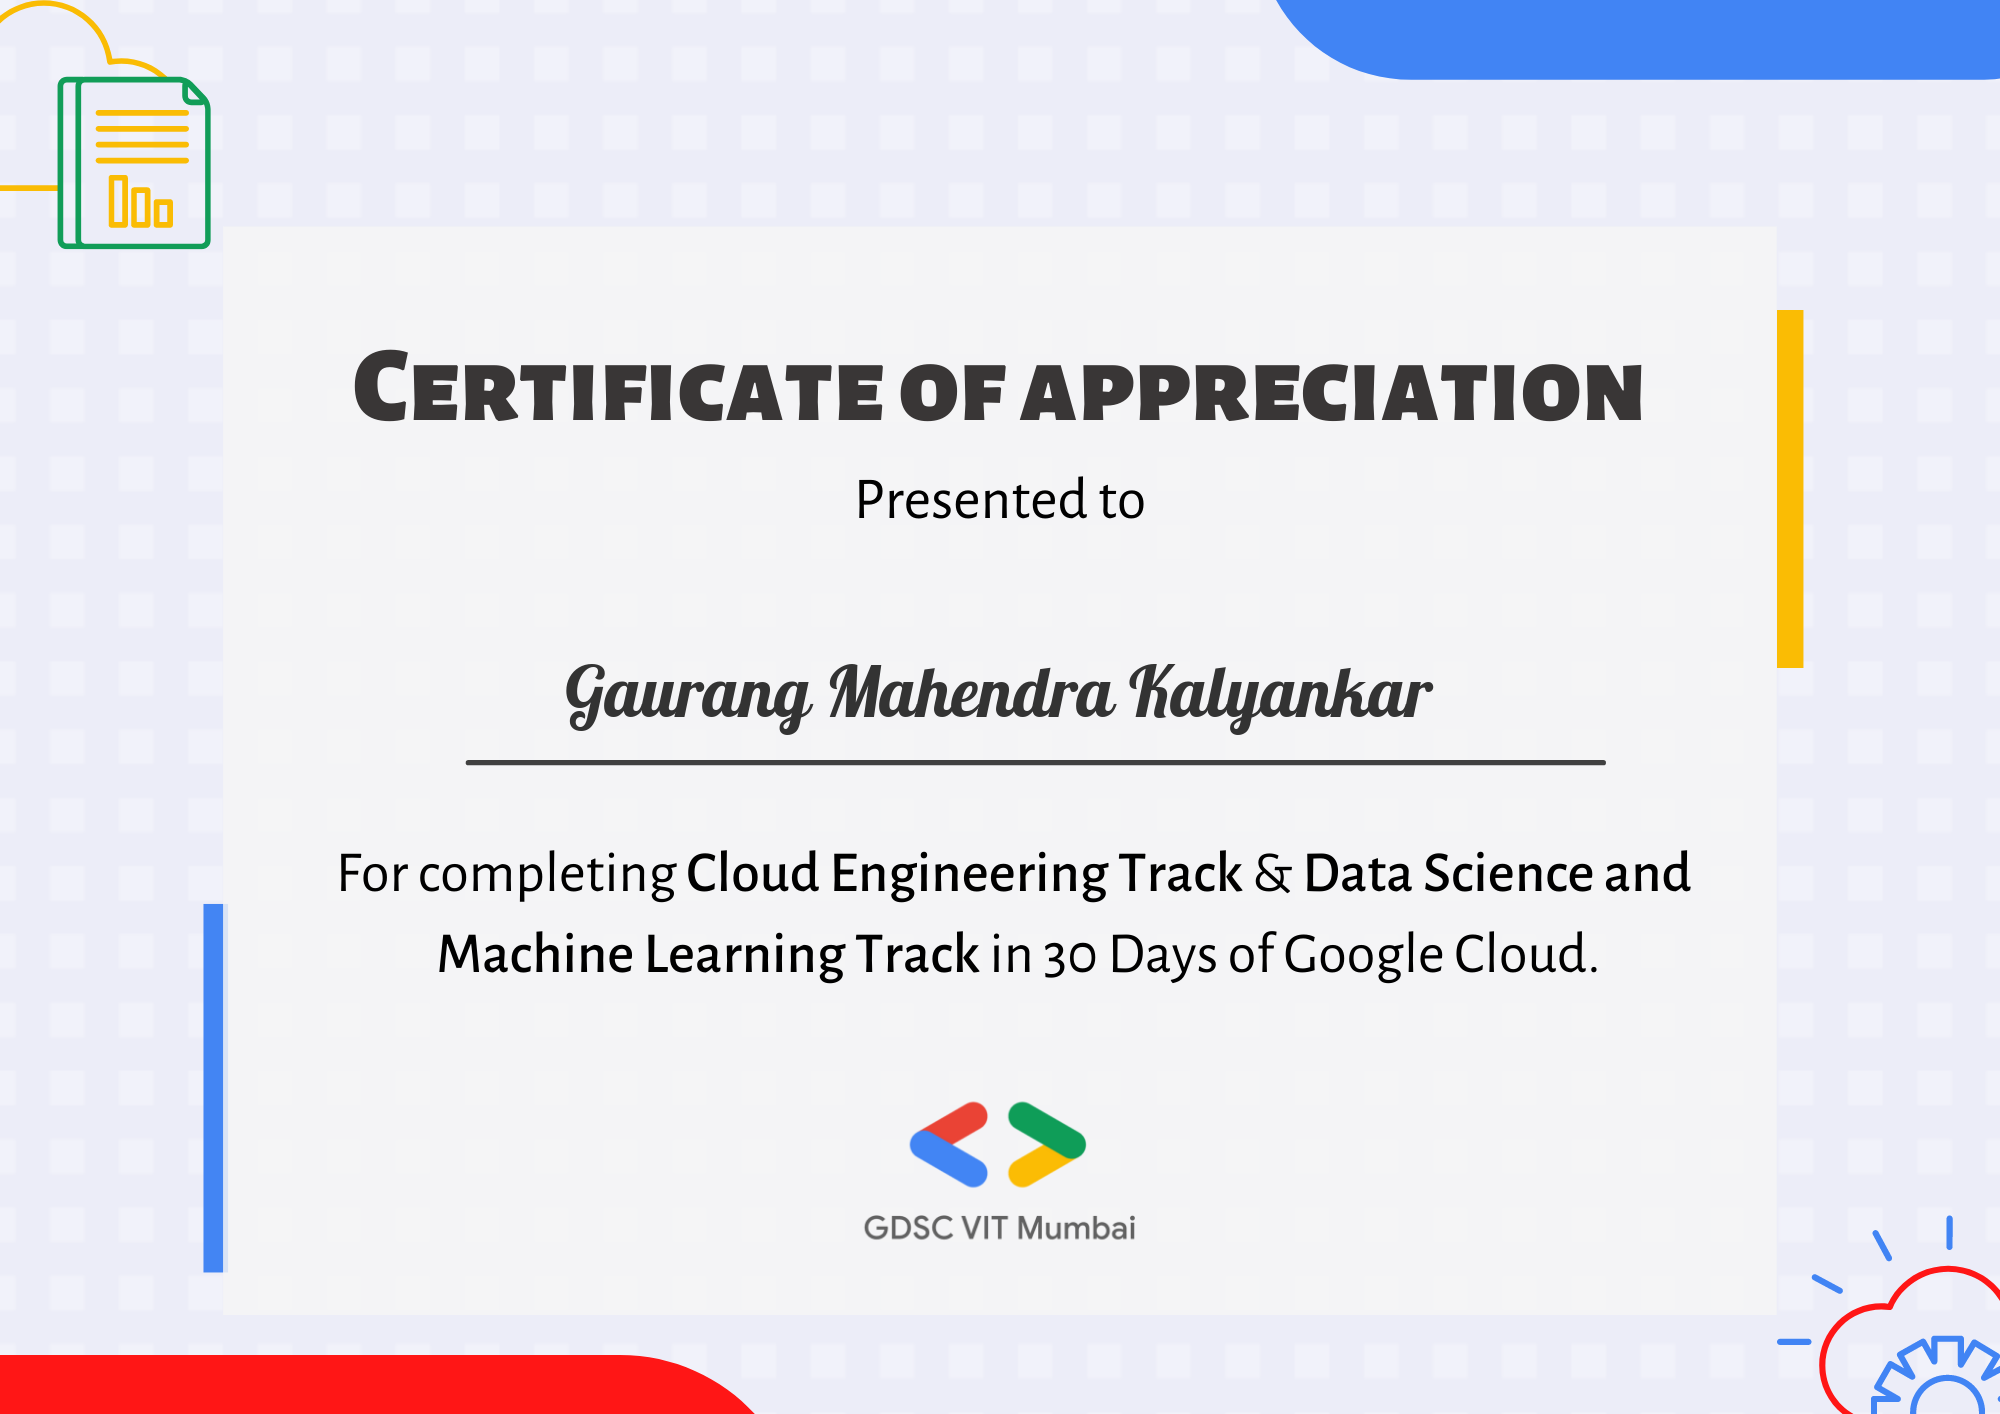 Certificate of appreciation
Presented to
Gaurang Mahendra Kalyankar
For completing Cloud Engineering Track & Data Science and
Machine Learning Track in 30 Days of Google Cloud.
GDSC VIT Mumbai